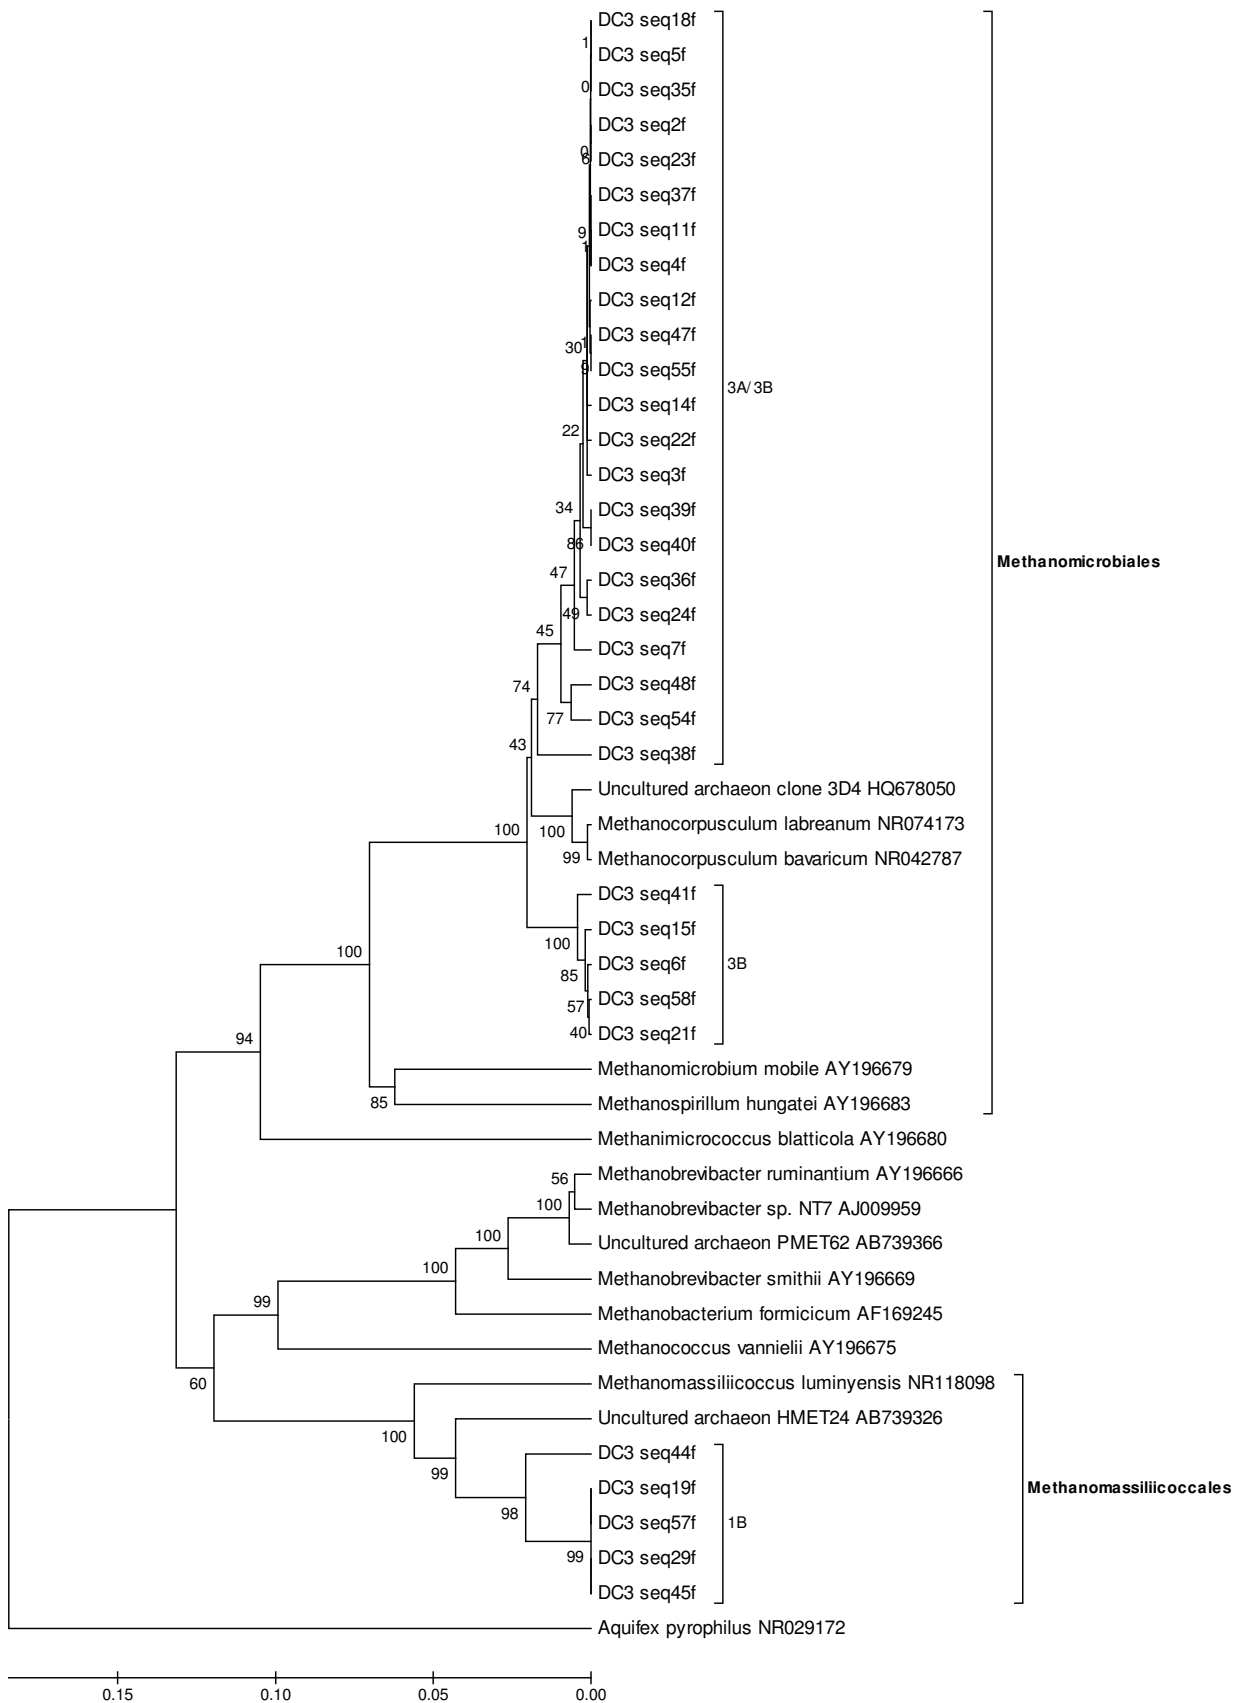 DC3 seq18f
1
DC3 seq5f
0
DC3 seq35f
DC3 seq2f
0
6
DC3 seq23f
DC3 seq37f
9
DC3 seq11f
1
DC3 seq4f
DC3 seq12f
DC3 seq47f
1
30
9
DC3 seq55f
3A/3B
DC3 seq14f
22
DC3 seq22f
DC3 seq3f
34
DC3 seq39f
86
DC3 seq40f
Methanomicrobiales
47
DC3 seq36f
49
DC3 seq24f
45
DC3 seq7f
74
DC3 seq48f
77
DC3 seq54f
43
DC3 seq38f
Uncultured archaeon clone 3D4 HQ678050
100
100
Methanocorpusculum labreanum NR074173
99
Methanocorpusculum bavaricum NR042787
DC3 seq41f
DC3 seq15f
100
100
DC3 seq6f
3B
85
DC3 seq58f
57
40
DC3 seq21f
94
Methanomicrobium mobile AY196679
85
Methanospirillum hungatei AY196683
Methanimicrococcus blatticola AY196680
Methanobrevibacter ruminantium AY196666
56
100
Methanobrevibacter sp. NT7 AJ009959
100
Uncultured archaeon PMET62 AB739366
100
Methanobrevibacter smithii AY196669
99
Methanobacterium formicicum AF169245
Methanococcus vannielii AY196675
60
Methanomassiliicoccus luminyensis NR118098
Uncultured archaeon HMET24 AB739326
100
DC3 seq44f
99
DC3 seq19f
Methanomassiliicoccales
98
DC3 seq57f
1B
99
DC3 seq29f
DC3 seq45f
Aquifex pyrophilus NR029172
0.15 0.10 0.05 0.00